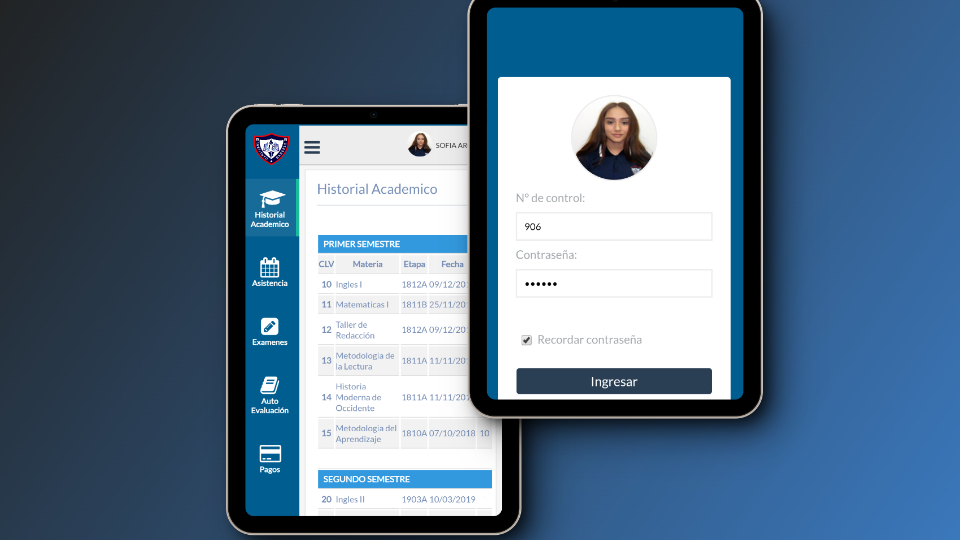 SOFIA AR
Historial
Academico
Asistencia
Examenes
Auto
Evaluación
Pagos
Historial Academico
PRIMER SEMESTRE
CLV Materia Etapa Fecha
10 Ingles I 1812A 09/12/20
11 Matematicas I 1811B 25/11/20
12 Taller de
Redacción 1812A 09/12/20
13 Metodologia de
la Lectura 1811A 11/11/20
14 Historia
Moderna de
Occidente 1811A 11/11/20
15 Metodologia del
Aprendizaje 1810A 07/10/2018 10
SEGUNDO SEMESTRE
20 Ingles II 1903A 10/03/2019
Nº de control:
906
Contraseña:
••••••
Recordar contraseña
Ingresar